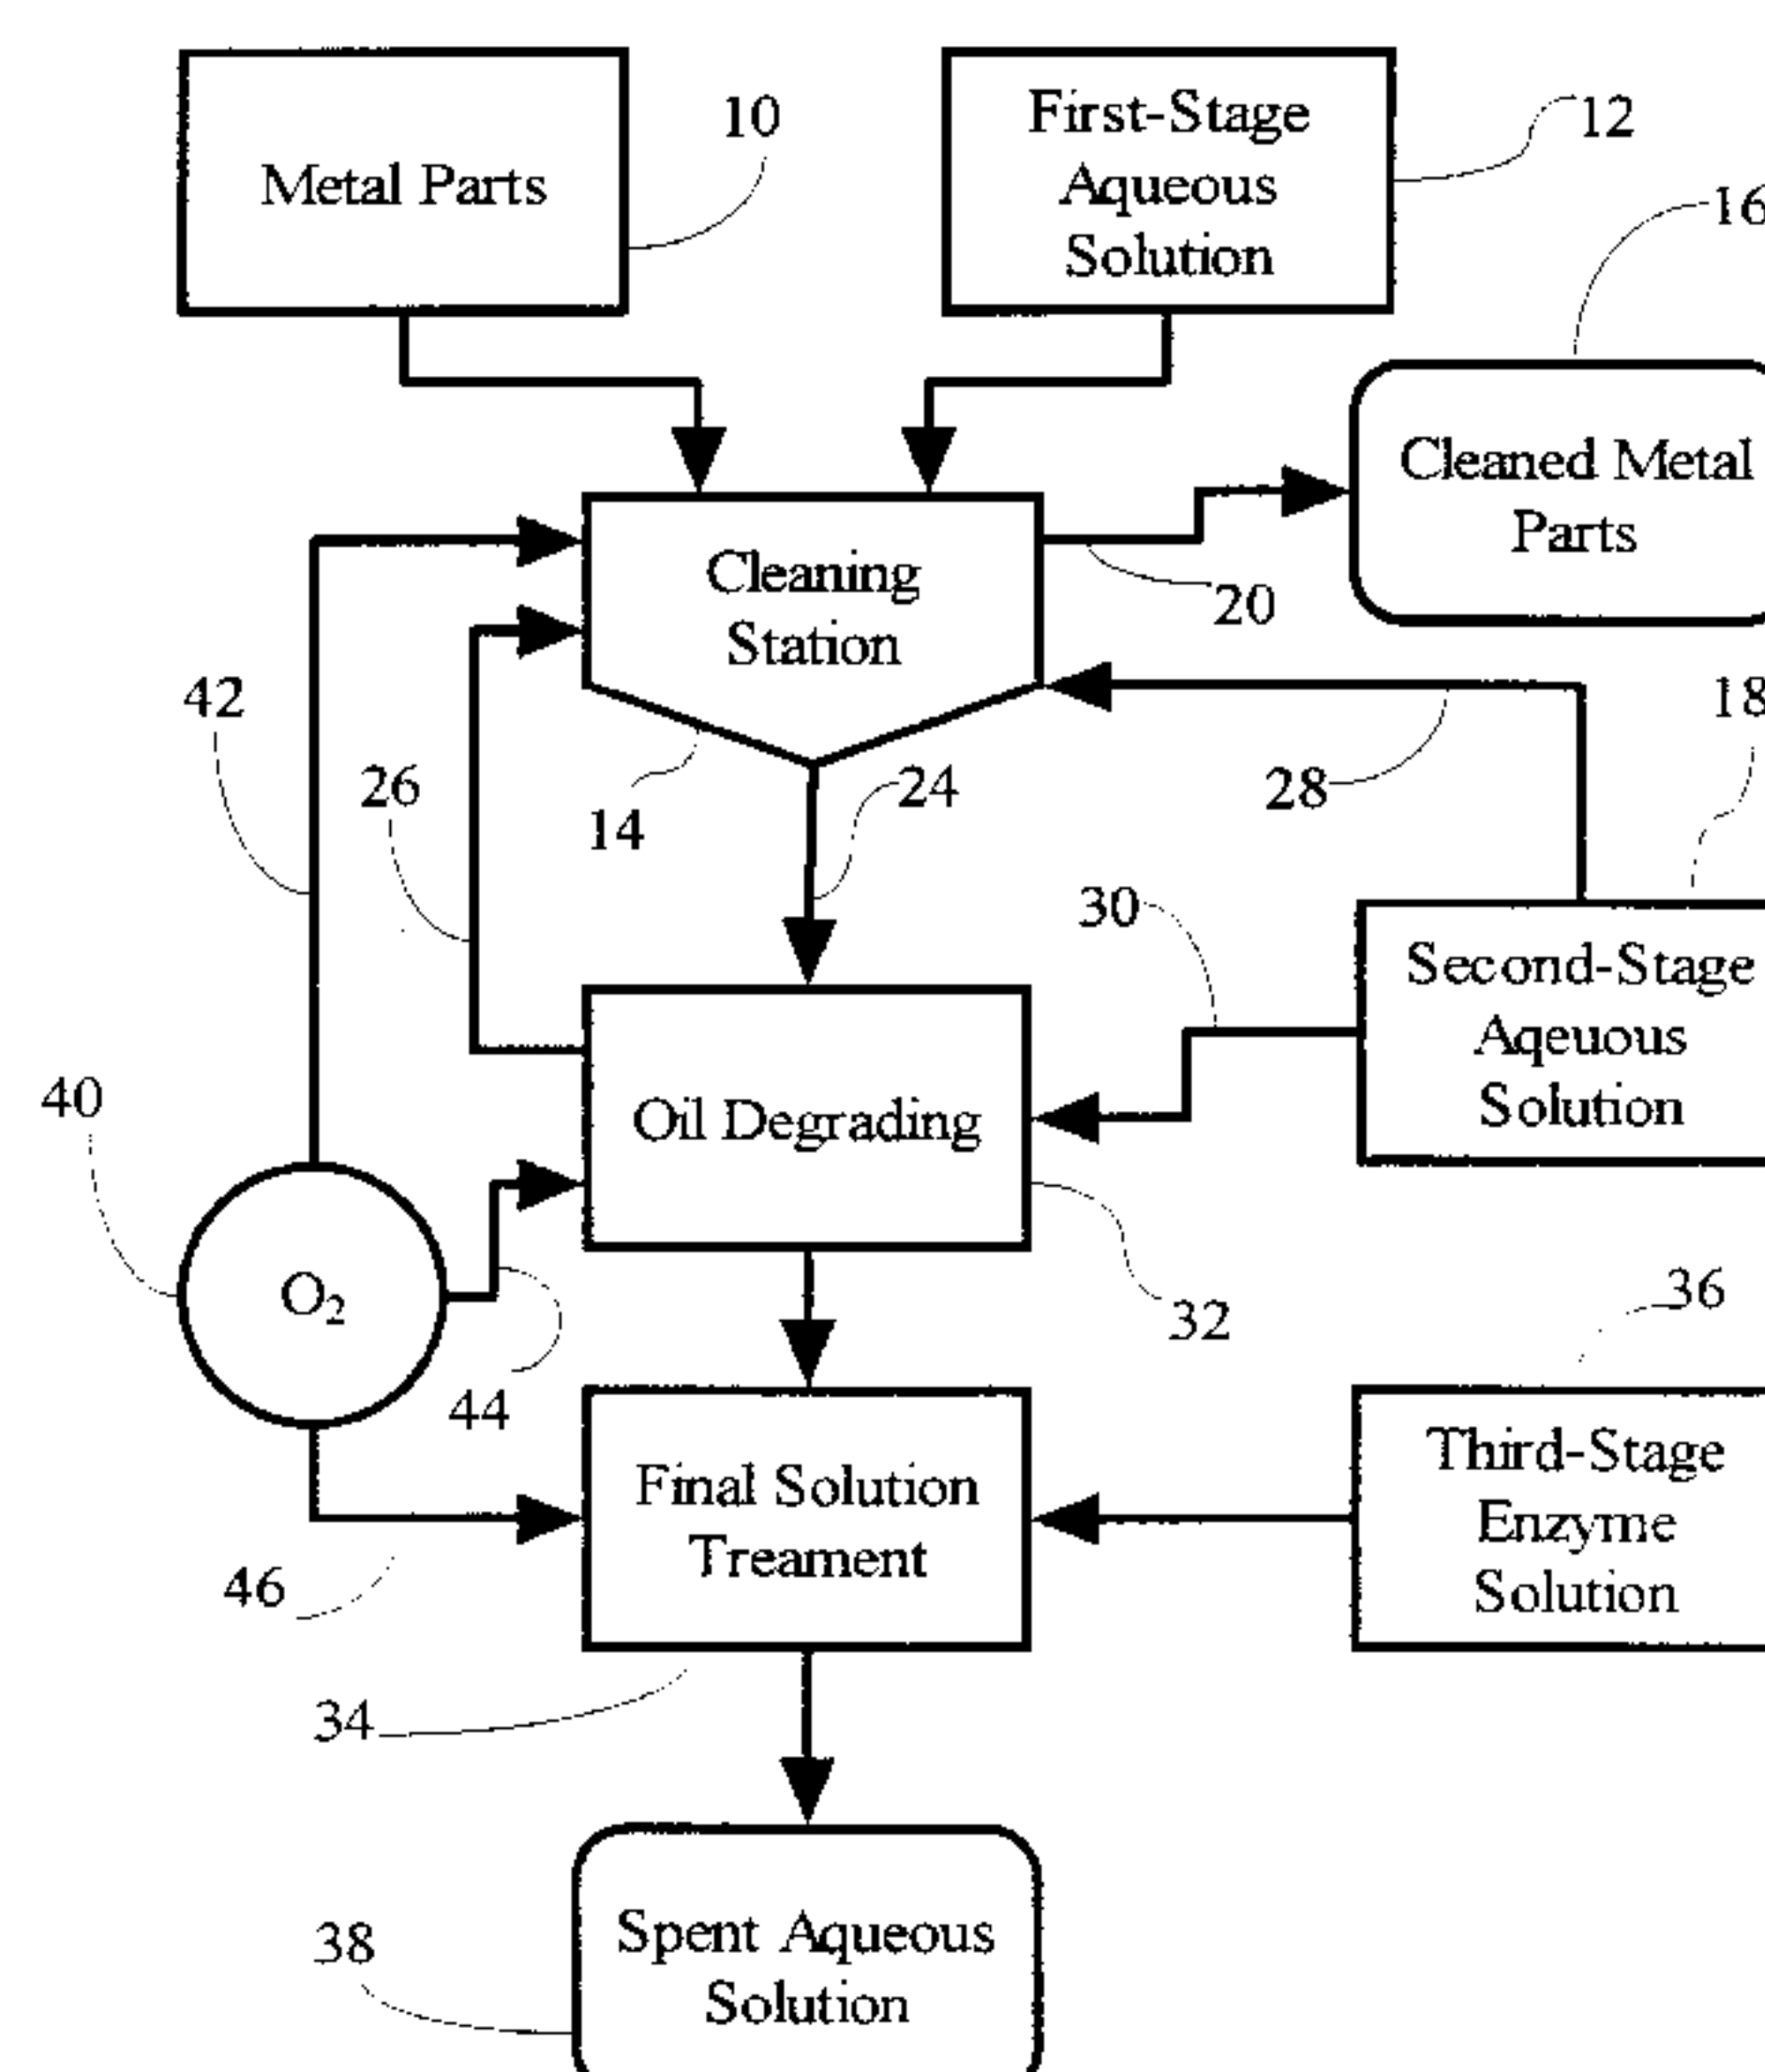 10
Metal Parts
First-Stage
Aqueous
Solution
12
16
Cleaned Metal
Parts
Cleaning
Station
20
42
26
14
24
28
18
30
Second-Stage
Aqeuous
Solution
40
Oil Degrading
O2
32
44
36
Third-Stage
Enzyme
Solution
Final Solution
Treament
46
34
38
Spent Aqueous
Solution